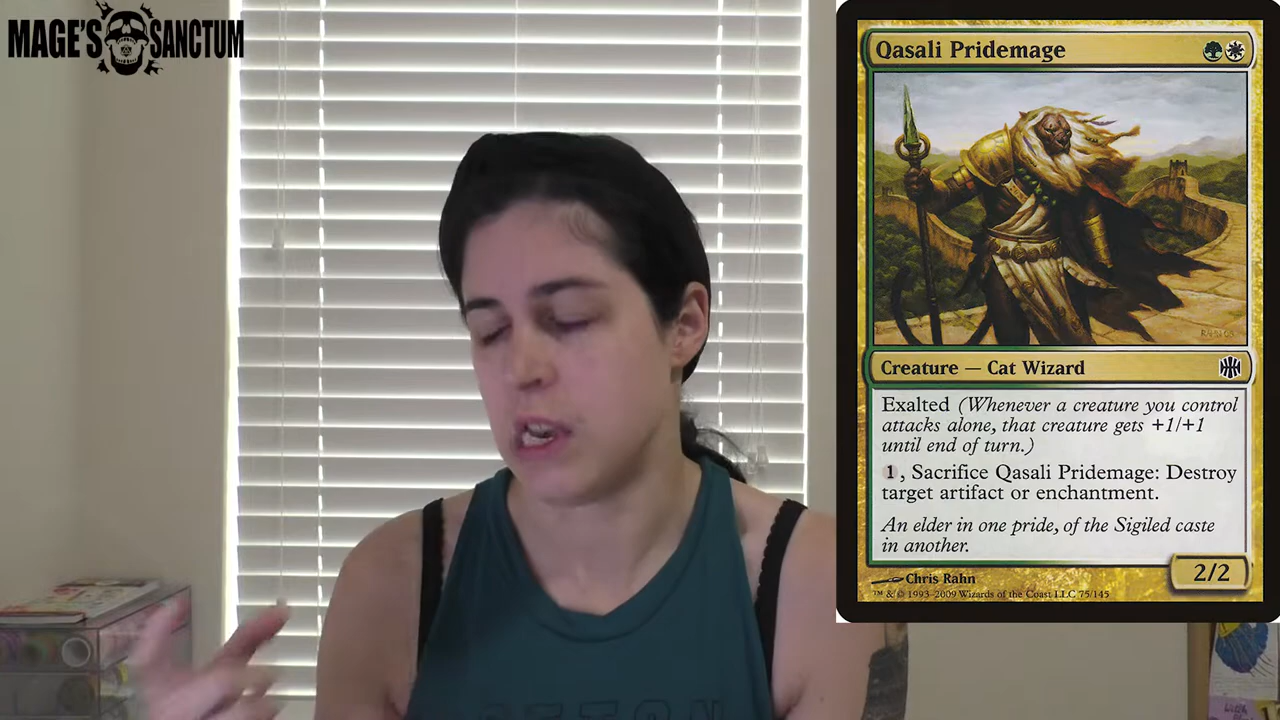 MAGE'S SANCTUM
Qasali Pridemage
Creature — Cat Wizard
Exalted (Whenever a creature you control
attacks alone, that creature gets +1/+1
until end of turn.)
1, Sacrifice Qasali Pridemage: Destroy
target artifact or enchantment.
An elder in one pride, of the Sigiled caste
in another.
2/2
Chris Rahn
™ & © 1993-2009 Wizards of the Coast LLC 75/145